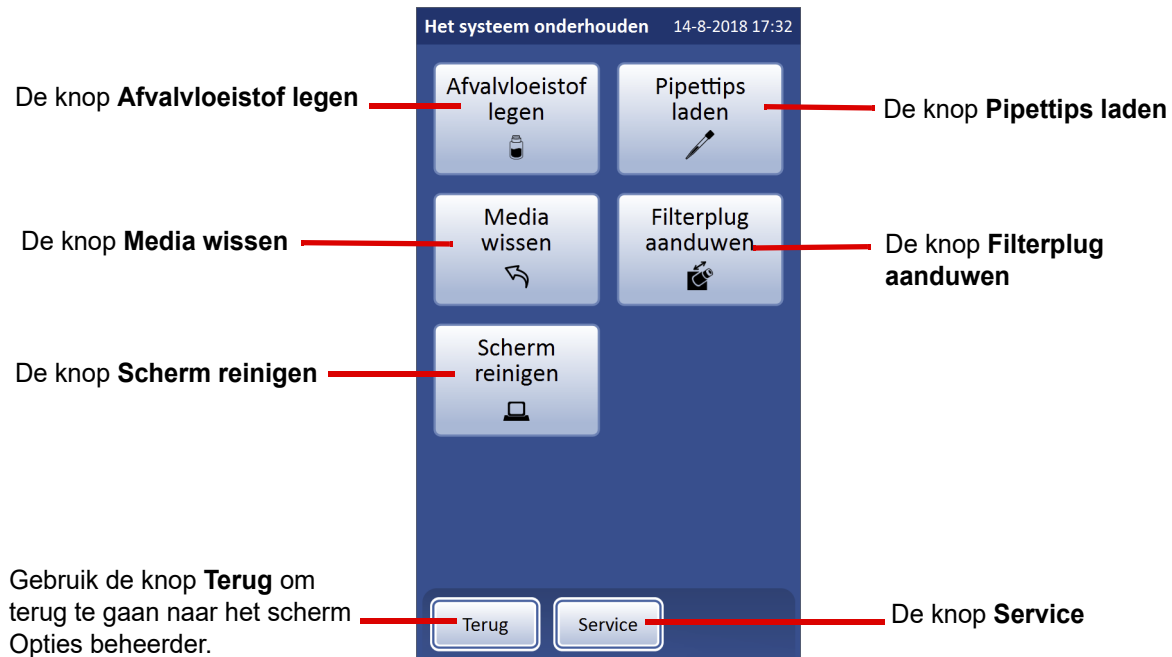 Het systeem onderhouden 14-8-2018 17:32
De knop Afvalvloeistof legen
Afvalvloeistof
legen
Pipettips
laden
De knop Pipettips laden
De knop Media wissen
Media
wissen
Filterplug
aanduwen
De knop Filterplug
aanduwen
De knop Scherm reinigen
Scherm
reinigen
Gebruik de knop Terug om
terug te gaan naar het scherm
Opties beheerder.
Terug
Service
De knop Service